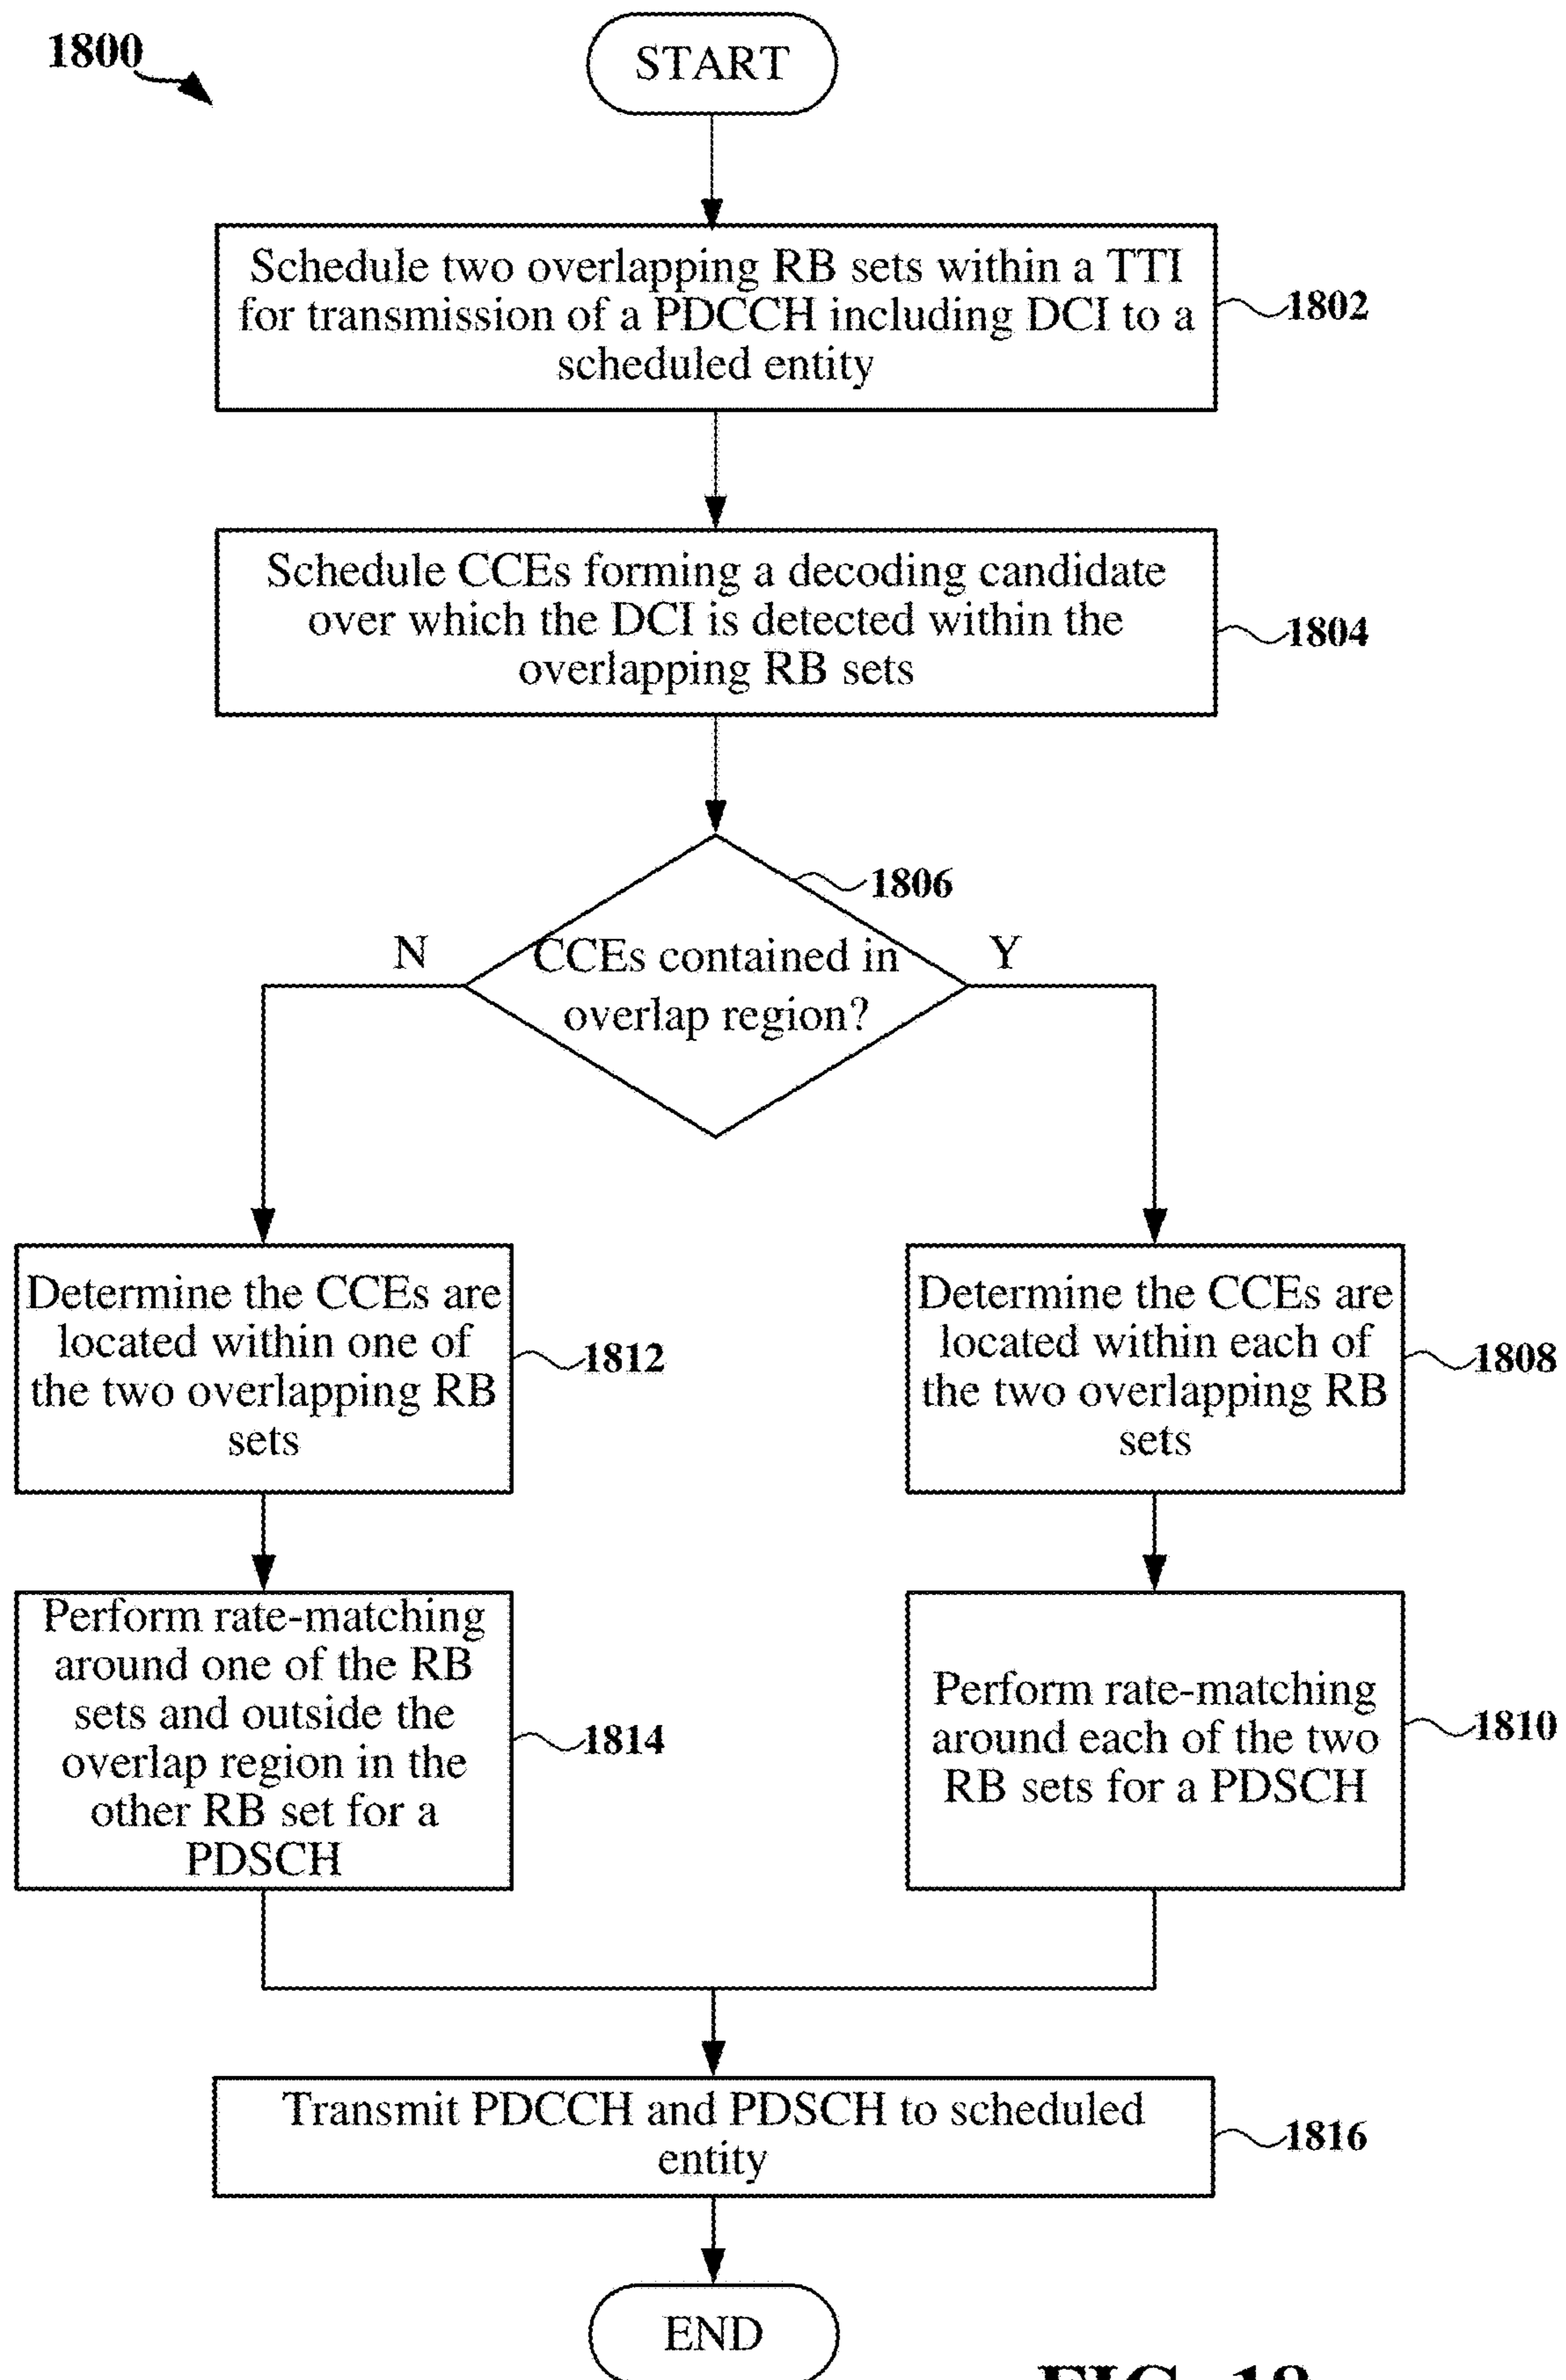 1800
START
Schedule two overlapping RB sets within a TTI
for transmission of a PDCCH including DCI to a
scheduled entity
1802
Schedule CCEs forming a decoding candidate
over which the DCI is detected within the
overlapping RB sets
1804
1806
N
CCEs contained in
overlap region?
Y
Determine the CCEs are
located within one of
the two overlapping RB
sets
1812
Determine the CCEs are
located within each of
the two overlapping RB
sets
1808
Perform rate-matching
around one of the RB
sets and outside the
overlap region in the
other RB set for a
PDSCH
1814
Perform rate-matching
around each of the two
RB sets for a PDSCH
1810
Transmit PDCCH and PDSCH to scheduled
entity
1816
END